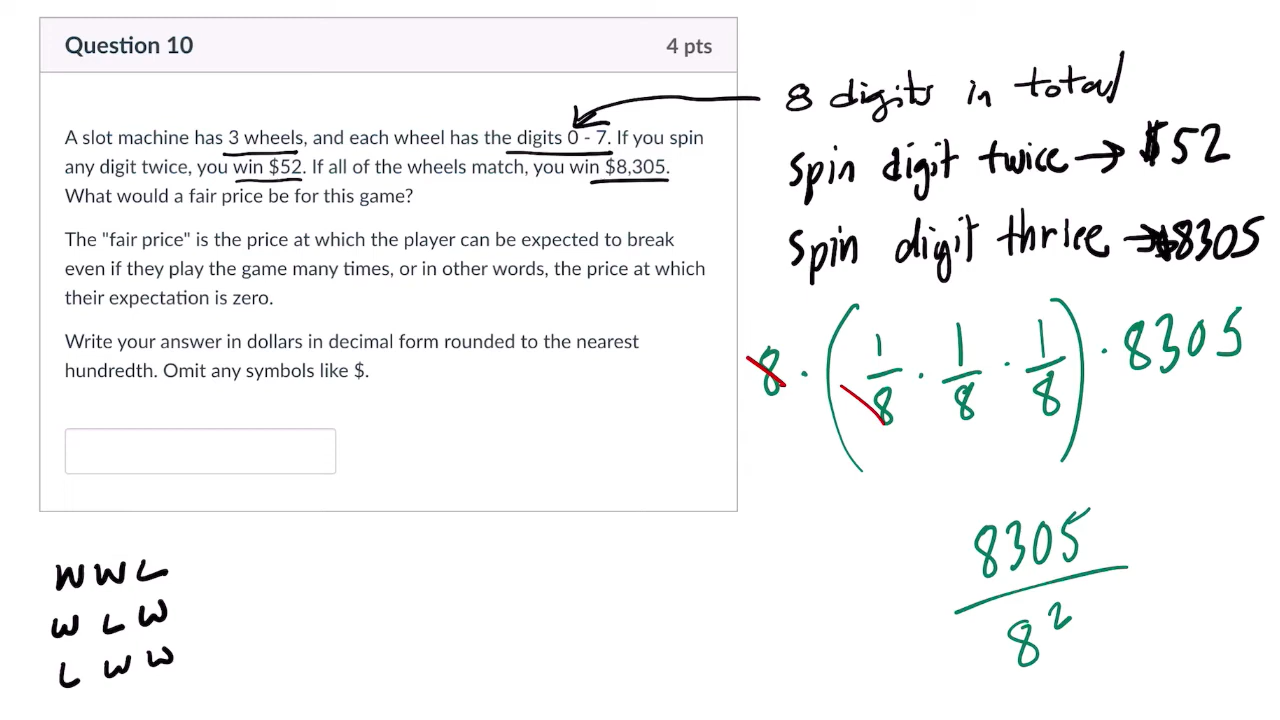 Question 10
4 pts
A slot machine has 3 wheels, and each wheel has the digits 0 - 7. If you spin
any digit twice, you win $52. If all of the wheels match, you win $8,305.
What would a fair price be for this game?
The "fair price" is the price at which the player can be expected to break
even if they play the game many times, or in other words, the price at which
their expectation is zero.
Write your answer in dollars in decimal form rounded to the nearest
hundredth. Omit any symbols like $.
8 digits in total
spin digit twice → $52
spin digit thrice → $8305
8 · ( 1/8 · 1/8 · 1/8 ) · 8305
8305
8²
W W L
W L W
L W W